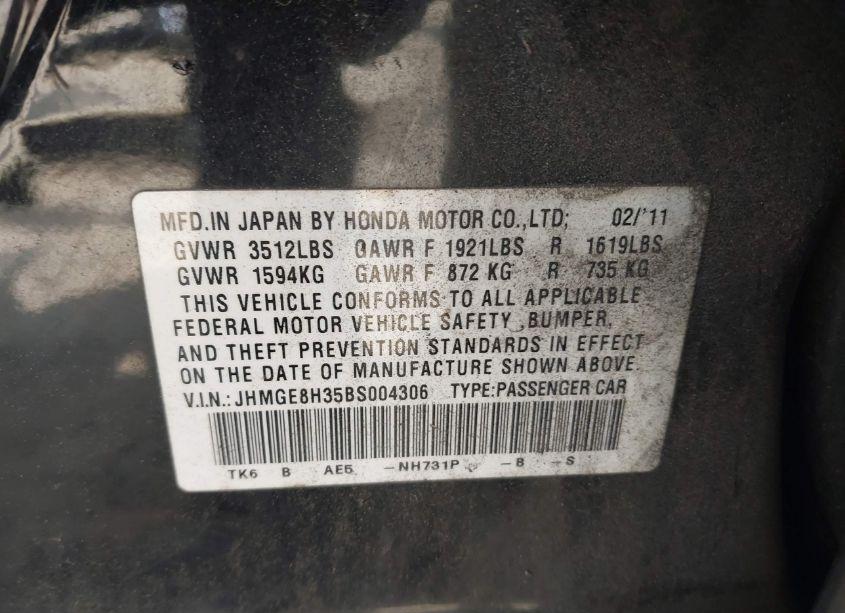 MFD.IN JAPAN BY HONDA MOTOR CO.,LTD; 02/'11
GVWR 3512LBS GAWR F 1921LBS R 1619LBS
GVWR 1594KG GAWR F 872 KG R 735 KG
THIS VEHICLE CONFORMS TO ALL APPLICABLE
FEDERAL MOTOR VEHICLE SAFETY ,BUMPER,
AND THEFT PREVENTION STANDARDS IN EFFECT
ON THE DATE OF MANUFACTURE SHOWN ABOVE.
V.I.N.: JHMGE8H35BS004306 TYPE:PASSENGER CAR
TK6 B AE5 -NH731P -B -S